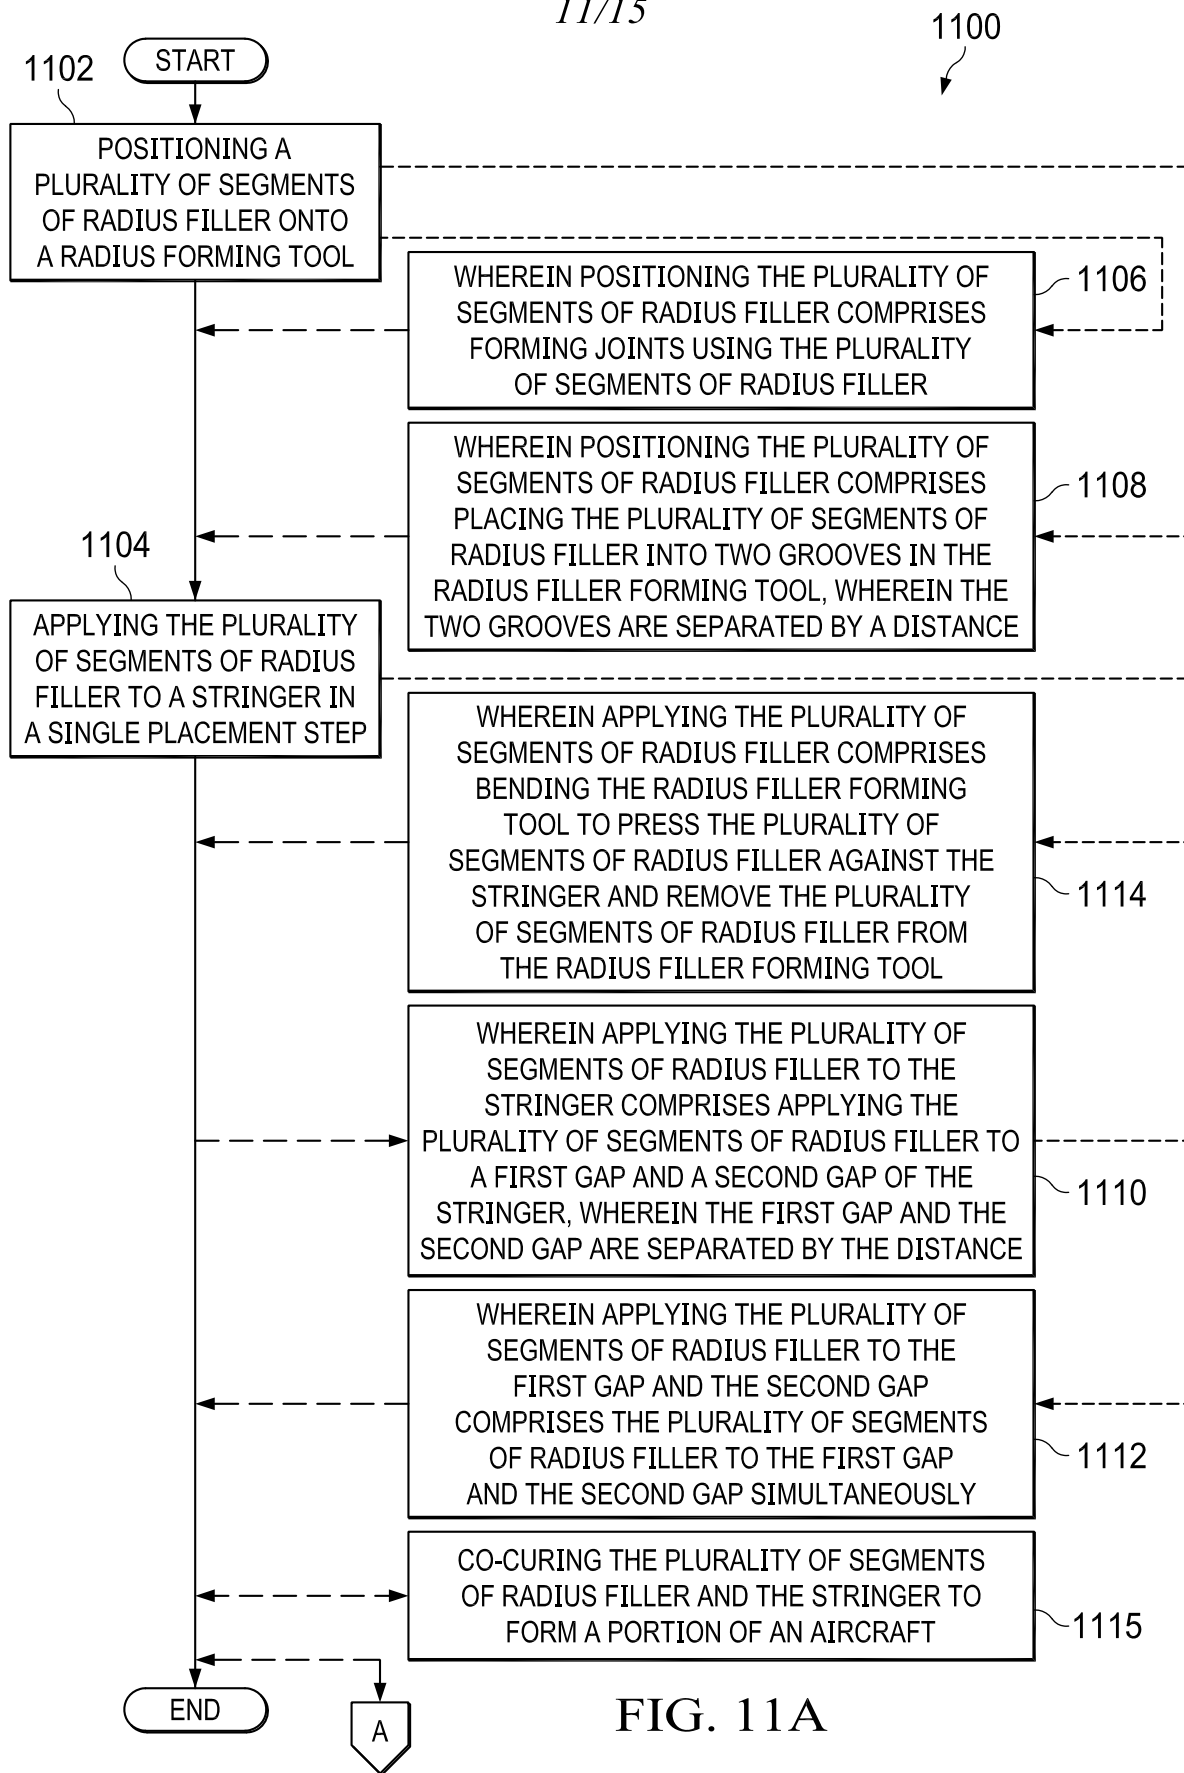 11/15
1100
START
1102
POSITIONING A
PLURALITY OF SEGMENTS
OF RADIUS FILLER ONTO
A RADIUS FORMING TOOL
WHEREIN POSITIONING THE PLURALITY OF
SEGMENTS OF RADIUS FILLER COMPRISES
FORMING JOINTS USING THE PLURALITY
OF SEGMENTS OF RADIUS FILLER
1106
WHEREIN POSITIONING THE PLURALITY OF
SEGMENTS OF RADIUS FILLER COMPRISES
PLACING THE PLURALITY OF SEGMENTS OF
RADIUS FILLER INTO TWO GROOVES IN THE
RADIUS FILLER FORMING TOOL, WHEREIN THE
TWO GROOVES ARE SEPARATED BY A DISTANCE
1108
1104
APPLYING THE PLURALITY
OF SEGMENTS OF RADIUS
FILLER TO A STRINGER IN
A SINGLE PLACEMENT STEP
WHEREIN APPLYING THE PLURALITY OF
SEGMENTS OF RADIUS FILLER COMPRISES
BENDING THE RADIUS FILLER FORMING
TOOL TO PRESS THE PLURALITY OF
SEGMENTS OF RADIUS FILLER AGAINST THE
STRINGER AND REMOVE THE PLURALITY
OF SEGMENTS OF RADIUS FILLER FROM
THE RADIUS FILLER FORMING TOOL
1114
WHEREIN APPLYING THE PLURALITY OF
SEGMENTS OF RADIUS FILLER TO THE
STRINGER COMPRISES APPLYING THE
PLURALITY OF SEGMENTS OF RADIUS FILLER TO
A FIRST GAP AND A SECOND GAP OF THE
STRINGER, WHEREIN THE FIRST GAP AND THE
SECOND GAP ARE SEPARATED BY THE DISTANCE
1110
WHEREIN APPLYING THE PLURALITY OF
SEGMENTS OF RADIUS FILLER TO THE
FIRST GAP AND THE SECOND GAP
COMPRISES THE PLURALITY OF SEGMENTS
OF RADIUS FILLER TO THE FIRST GAP
AND THE SECOND GAP SIMULTANEOUSLY
1112
CO-CURING THE PLURALITY OF SEGMENTS
OF RADIUS FILLER AND THE STRINGER TO
FORM A PORTION OF AN AIRCRAFT
1115
END
A
FIG. 11A